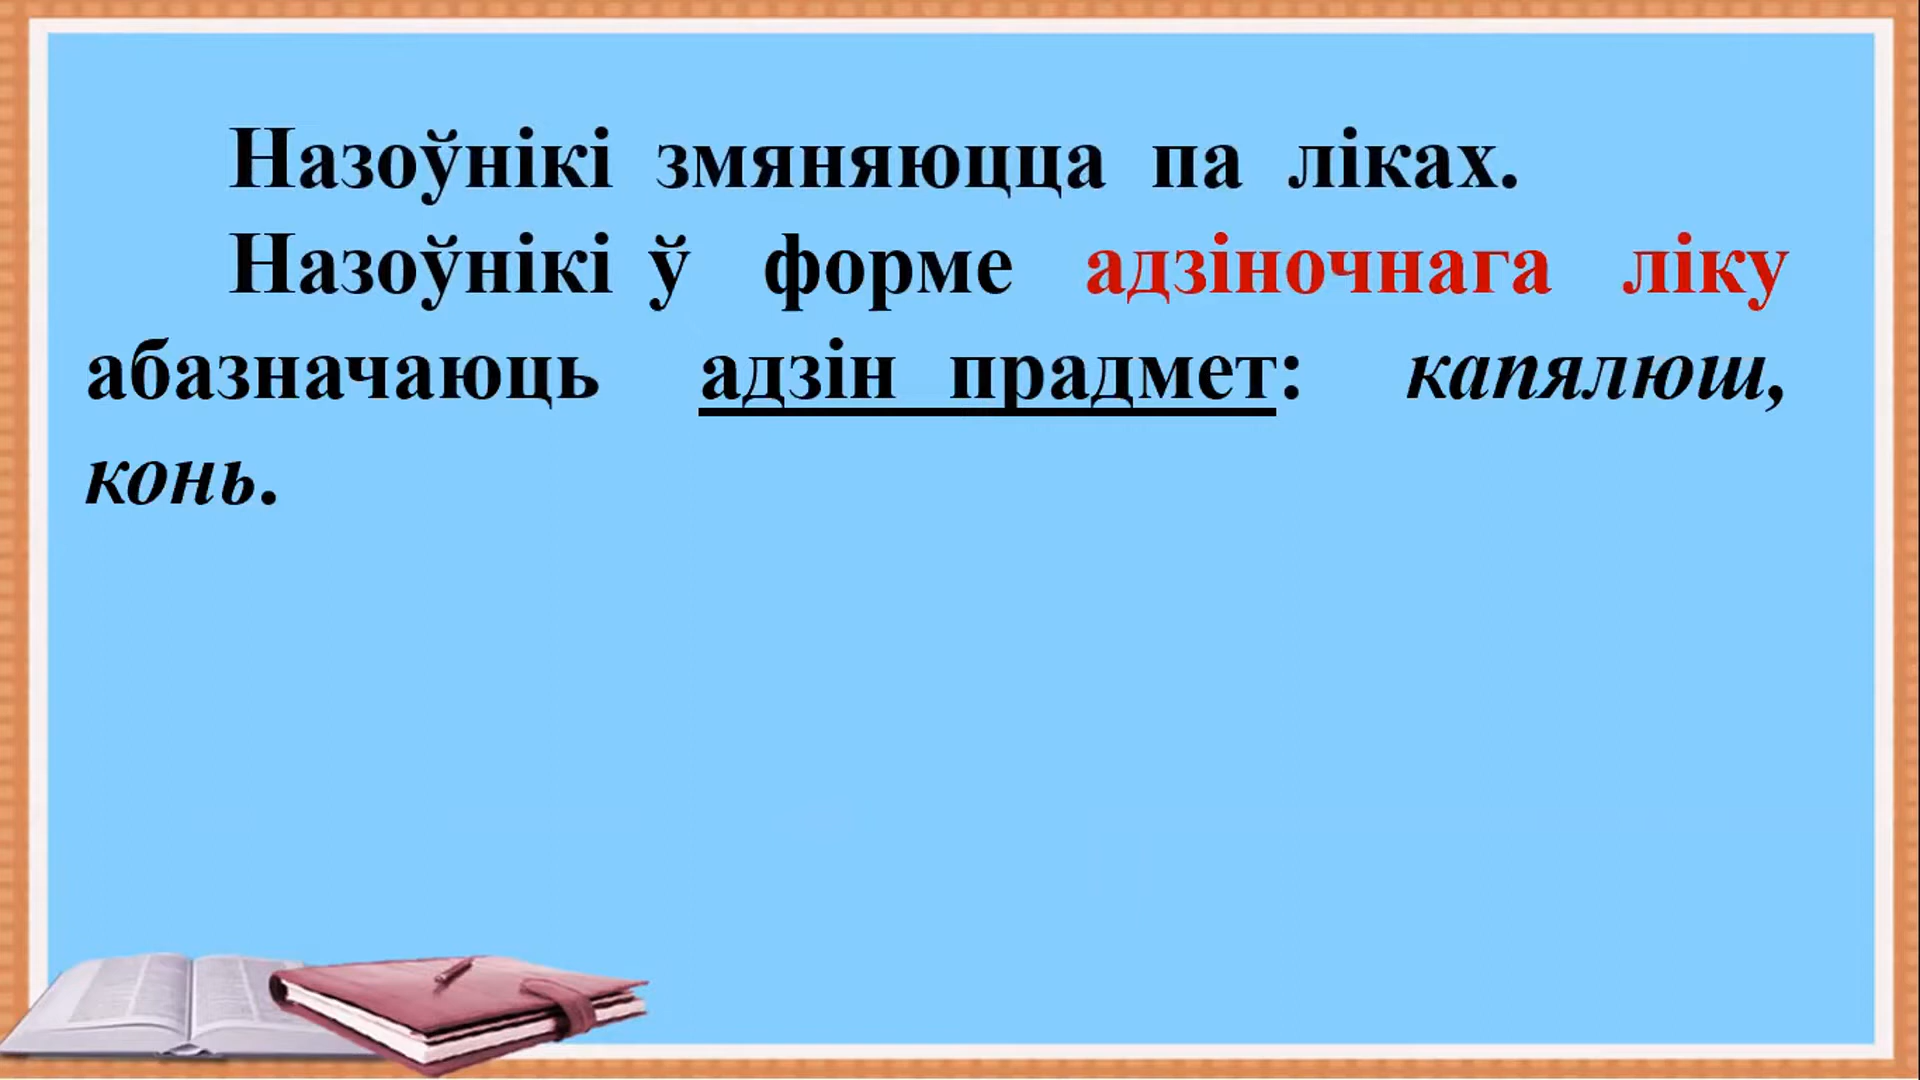 Назоўнікі змяняюцца па ліках.
Назоўнікі ў форме адзіночнага ліку
абазначаюць адзін прадмет: капялюш,
конь.